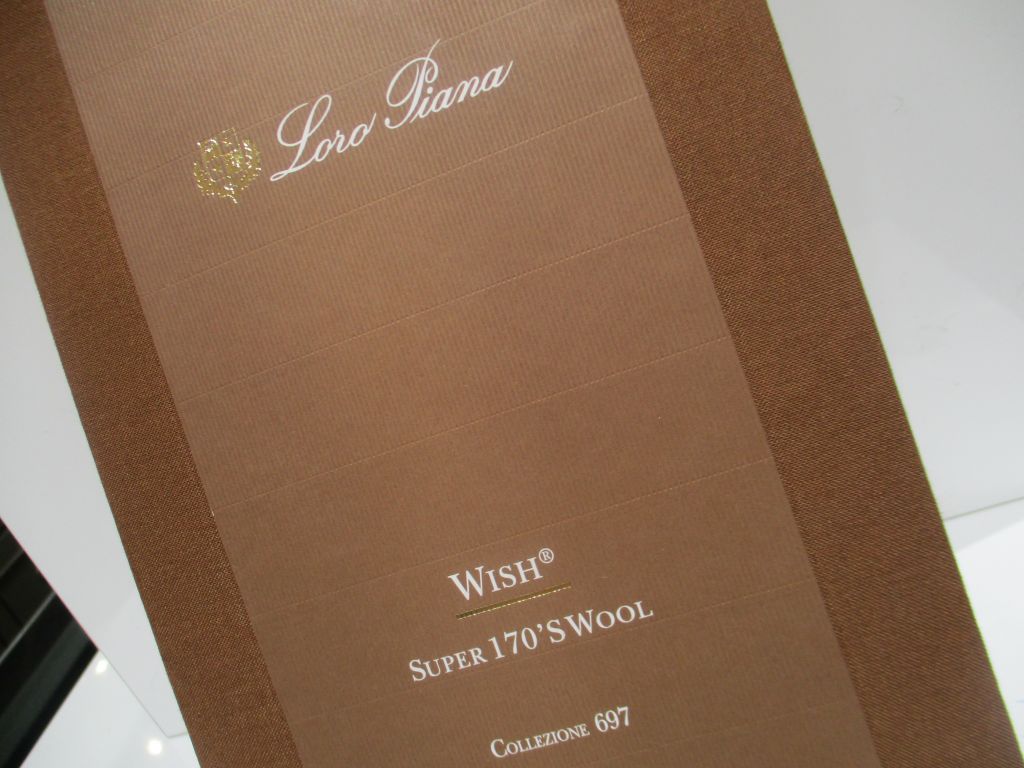 Loro Piana
WISH®
SUPER 170'S WOOL
COLLEZIONE 697